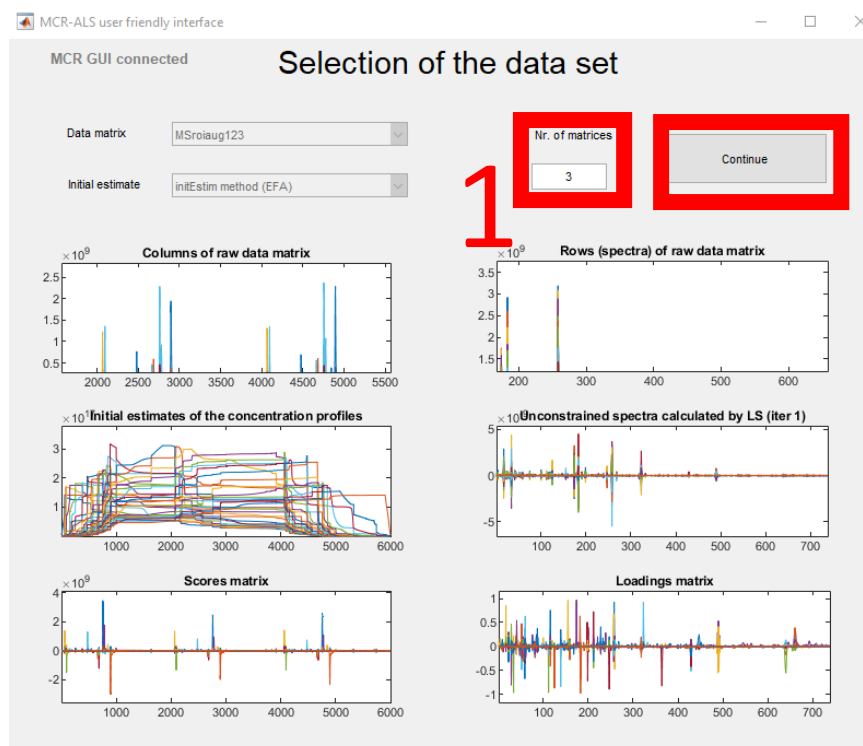 MCR-ALS user friendly interface
MCR GUI connected
Selection of the data set
Data matrix
MSroiaug123
Initial estimate
initEstim method (EFA)
Nr. of matrices
3
Continue
1
×10⁹
Columns of raw data matrix
2.5
2
1.5
1
0.5
2000 2500 3000 3500 4000 4500 5000 5500
×10⁹
Rows (spectra) of raw data matrix
3.5
3
2.5
2
1.5
200 300 400 500 600
Initial estimates of the concentration profiles
3
2
1
1000 2000 3000 4000 5000 6000
Unconstrained spectra calculated by LS (iter 1)
5
0
-5
100 200 300 400 500 600 700
×10⁹
Scores matrix
4
2
0
-2
1000 2000 3000 4000 5000 6000
Loadings matrix
1
0.5
0
-0.5
-1
100 200 300 400 500 600 700